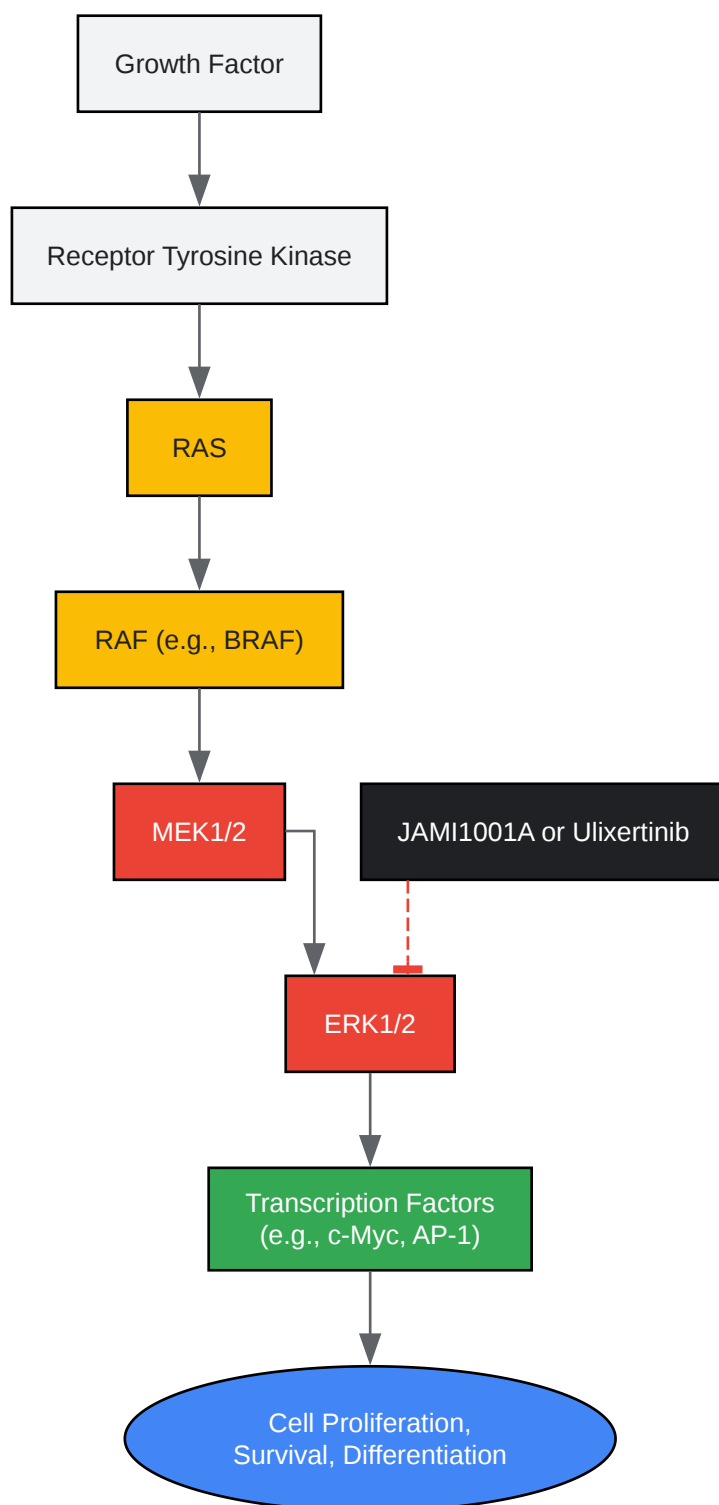 Growth Factor
Receptor Tyrosine Kinase
RAS
RAF (e.g., BRAF)
MEK1/2
JAMI1001A or Ulixertinib
ERK1/2
Transcription Factors
(e.g., c-Myc, AP-1)
Cell Proliferation,
Survival, Differentiation